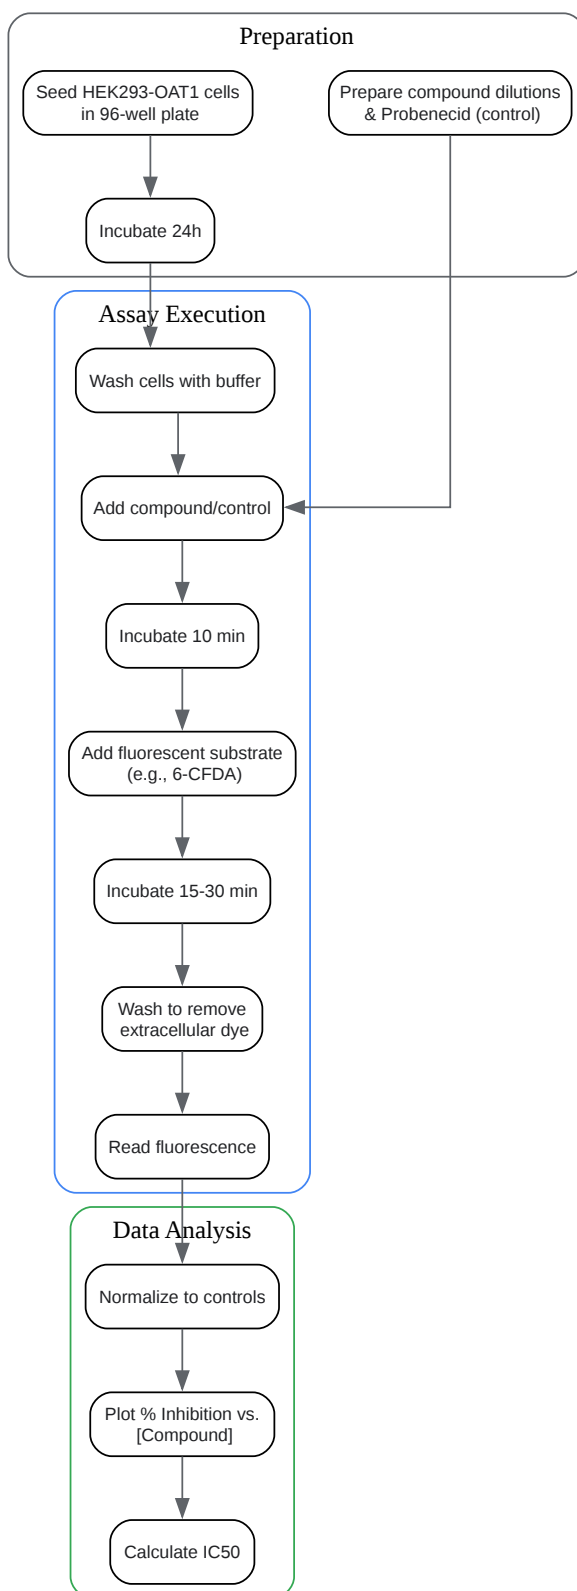 Preparation
Seed HEK293-OAT1 cells
in 96-well plate
Prepare compound dilutions
& Probenecid (control)
Incubate 24h
Assay Execution
Wash cells with buffer
Add compound/control
Incubate 10 min
Add fluorescent substrate
(e.g., 6-CFDA)
Incubate 15-30 min
Wash to remove
extracellular dye
Read fluorescence
Data Analysis
Normalize to controls
Plot % Inhibition vs.
[Compound]
Calculate IC50